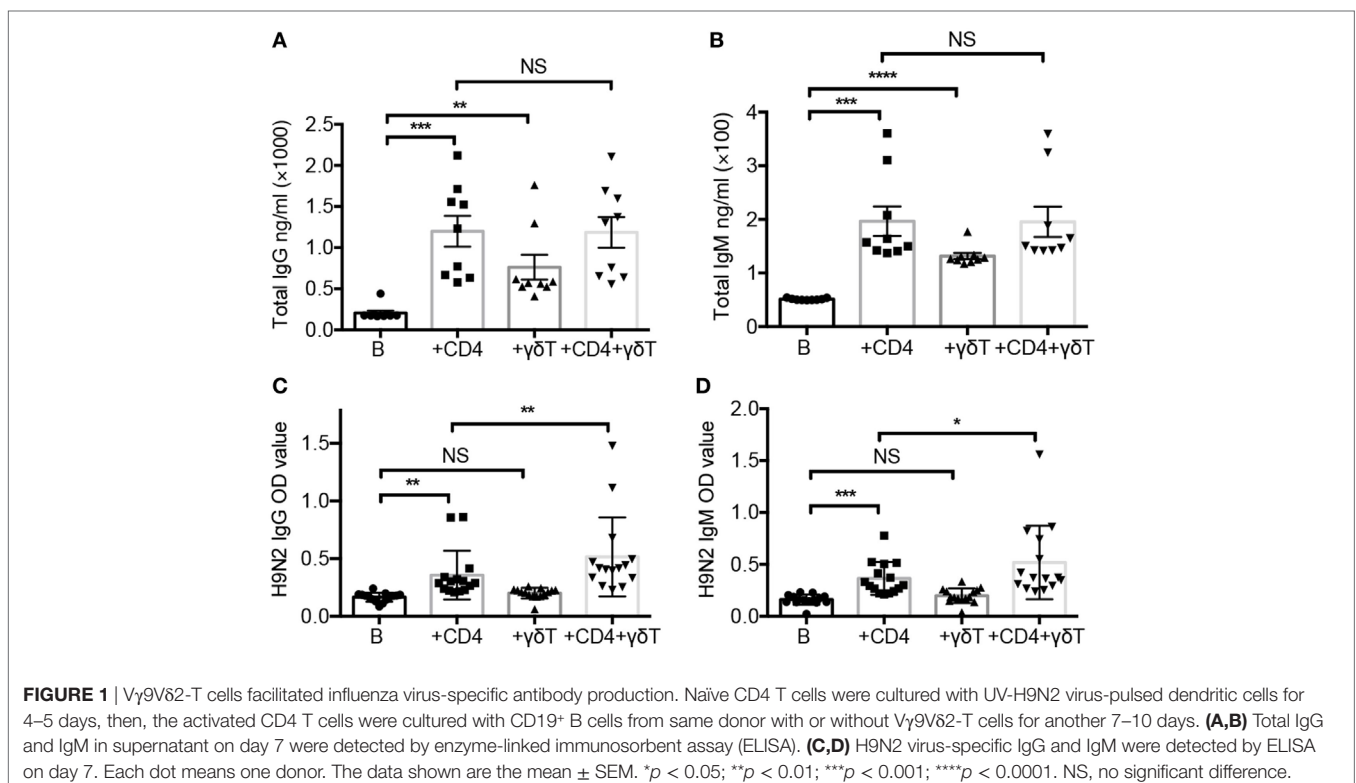 A
NS
**
***
Total IgG ng/ml (×1000)
2.5
2.0
1.5
1.0
0.5
0.0
B +CD4 +γδT +CD4+γδT
B
NS
****
***
Total IgM ng/ml (×100)
4
3
2
1
0
B +CD4 +γδT +CD4+γδT
C
**
NS
**
H9N2 IgG OD value
1.5
1.0
0.5
0.0
B +CD4 +γδT +CD4+γδT
D
*
NS
***
H9N2 IgM OD value
2.0
1.5
1.0
0.5
0.0
B +CD4 +γδT +CD4+γδT
FIGURE 1 | Vγ9Vδ2-T cells facilitated influenza virus-specific antibody production. Naïve CD4 T cells were cultured with UV-H9N2 virus-pulsed dendritic cells for
4–5 days, then, the activated CD4 T cells were cultured with CD19⁺ B cells from same donor with or without Vγ9Vδ2-T cells for another 7–10 days. (A,B) Total IgG
and IgM in supernatant on day 7 were detected by enzyme-linked immunosorbent assay (ELISA). (C,D) H9N2 virus-specific IgG and IgM were detected by ELISA
on day 7. Each dot means one donor. The data shown are the mean ± SEM. *p < 0.05; **p < 0.01; ***p < 0.001; ****p < 0.0001. NS, no significant difference.